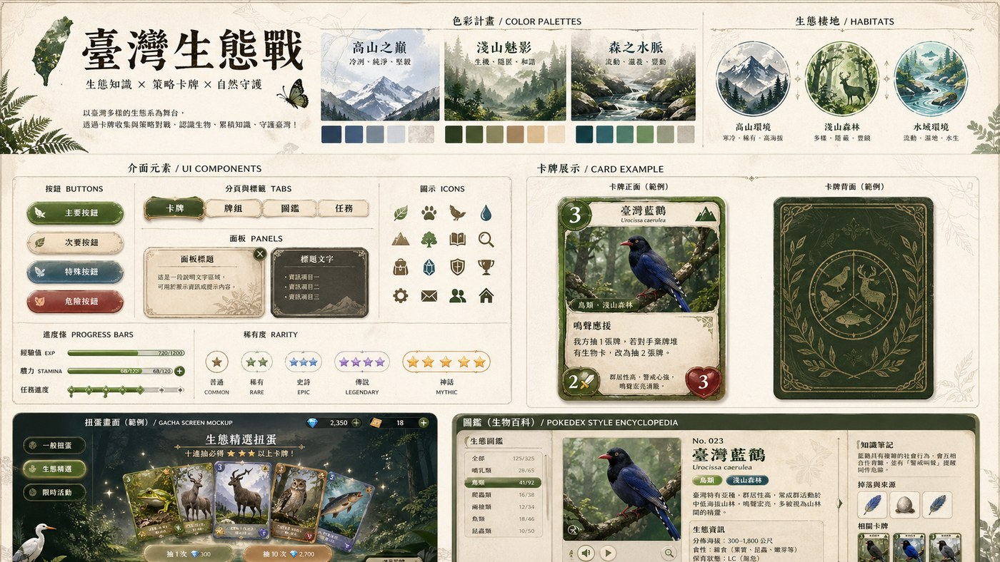 臺灣生態戰
生態知識 × 策略卡牌 × 自然守護
以臺灣多樣的生態系為舞台，
透過卡牌收集與策略對戰，認識生物、累積知識、守護臺灣！
色彩計畫 / COLOR PALETTES
高山之巔
冷冽・純淨・堅毅
淺山魅影
生機・隱匿・和諧
森之水脈
流動・滋養・靈動
生態棲地 / HABITATS
高山環境
寒冷・稀有・高海拔
淺山森林
多樣・隱蔽・豐饒
水域環境
流動・濕地・水生
介面元素 / UI COMPONENTS
按鈕 BUTTONS
主要按鈕
次要按鈕
特殊按鈕
危險按鈕
分頁與標籤 TABS
卡牌
牌組
圖鑑
任務
面板 PANELS
面板標題
這是一段說明文字區域，
可用於展示資訊或提示內容。
標題文字
・資訊項目一
・資訊項目二
・資訊項目三
圖示 ICONS
進度條 PROGRESS BARS
經驗值 EXP
720/1200
體力 STAMINA
68/120
任務進度
稀有度 RARITY
普通
COMMON
稀有
RARE
史詩
EPIC
傳說
LEGENDARY
神話
MYTHIC
卡牌展示 / CARD EXAMPLE
卡牌正面（範例）
3
臺灣藍鵲
Urocissa caerulea
鳥類・淺山森林
鳴聲應援
我方抽 1 張牌，若對手棄牌堆
有生物卡，改為抽 2 張牌。
2
群居性高，警戒心強，
鳴聲宏亮滑脆。
3
卡牌背面（範例）
扭蛋畫面（範例）/ GACHA SCREEN MOCKUP
2,350
18
一般扭蛋
生態精選
限時活動
生態精選扭蛋
十連抽必得 ★★★ 以上卡牌！
3
5
3
抽 1 次 300
抽 10 次 2,700
圖鑑（生物百科）/ POKEDEX STYLE ENCYCLOPEDIA
生態圖鑑
全部 125/325
哺乳類 28/65
鳥類 41/92
爬蟲類 16/38
兩棲類 12/34
魚類 18/46
昆蟲類 10/50
No. 023
臺灣藍鵲
Urocissa caerulea
鳥類
淺山森林
臺灣特有亞種，群居性高，常成群活動於
中低海拔山林。鳴聲宏亮，多被視為山林
間的精靈。
生態資訊
分佈海拔：300–1,800 公尺
食性：雜食（果實、昆蟲、嫩芽等）
保育狀態：LC（無危）
知識筆記
藍鵲具有複雜的社會行為，會互相
合作育雛，並有「警戒叫聲」提醒
同伴危險。
掉落與來源
相關卡牌